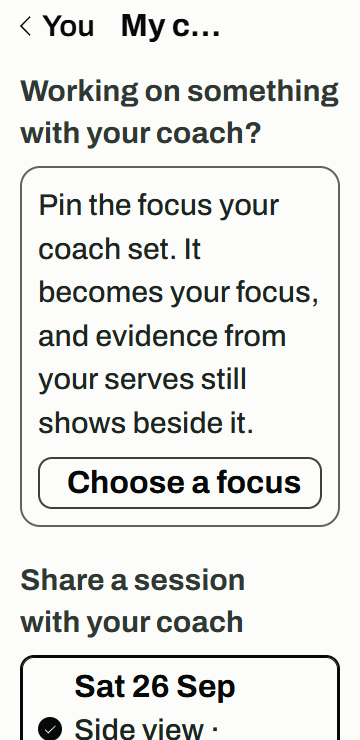 You My c...
Working on something
with your coach?
Pin the focus your
coach set. It
becomes your focus,
and evidence from
your serves still
shows beside it.
Choose a focus
Share a session
with your coach
Sat 26 Sep
Side view ·